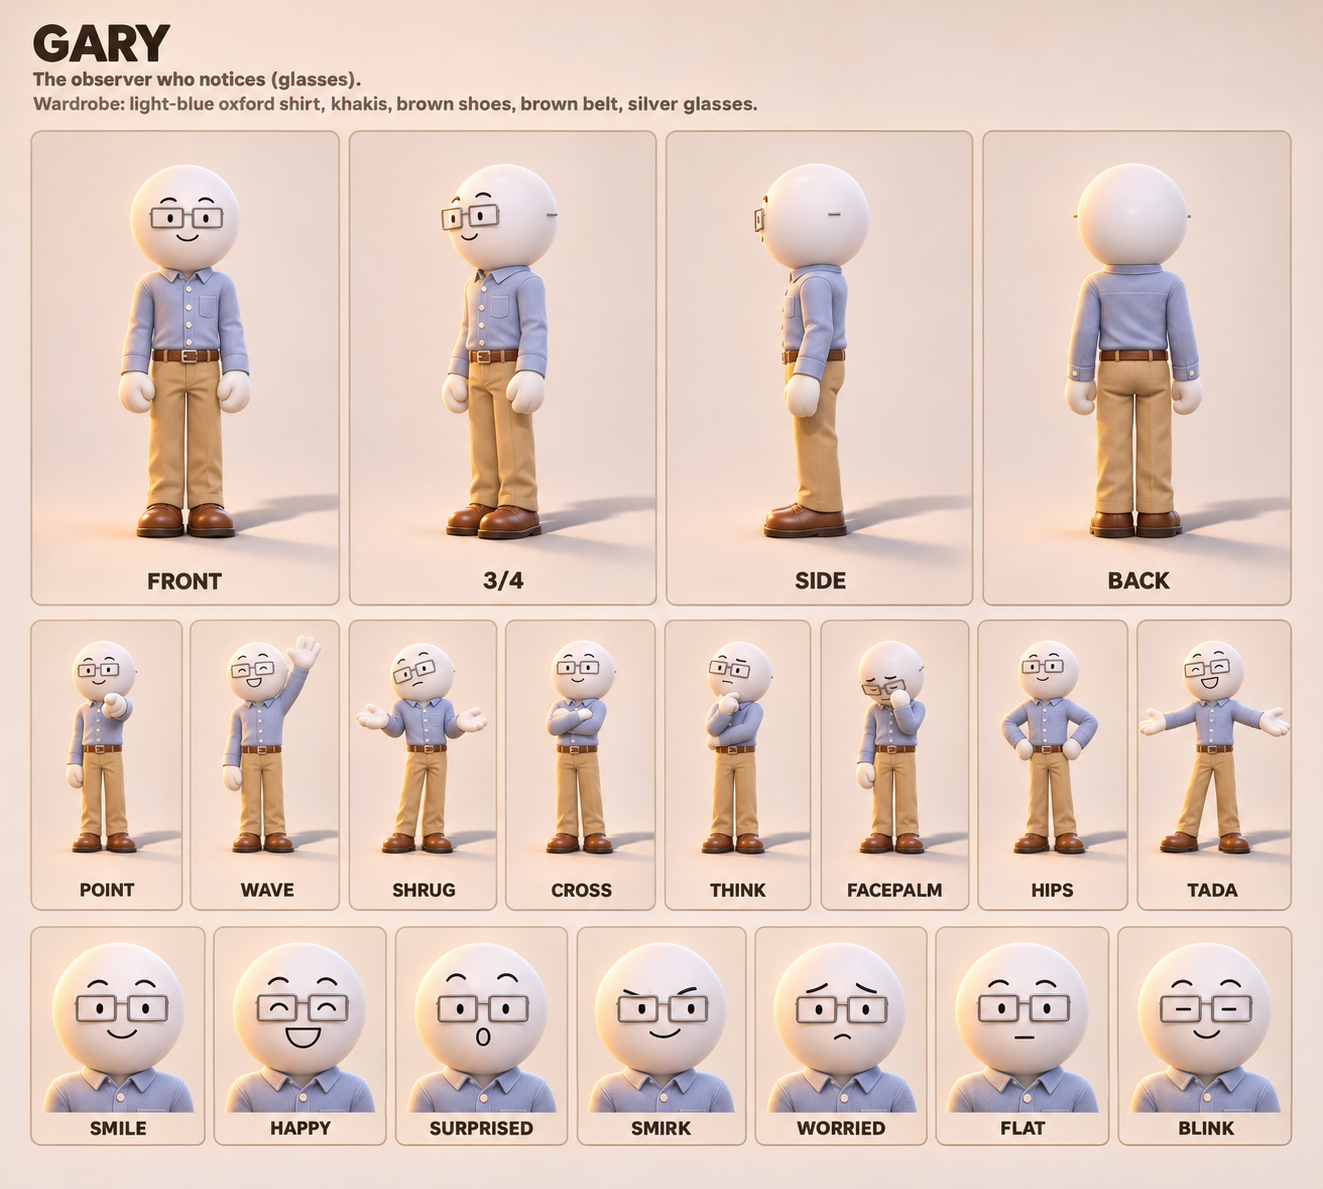 GARY
The observer who notices (glasses).
Wardrobe: light-blue oxford shirt, khakis, brown shoes, brown belt, silver glasses.
FRONT
3/4
SIDE
BACK
POINT
WAVE
SHRUG
CROSS
THINK
FACEPALM
HIPS
TADA
SMILE
HAPPY
SURPRISED
SMIRK
WORRIED
FLAT
BLINK